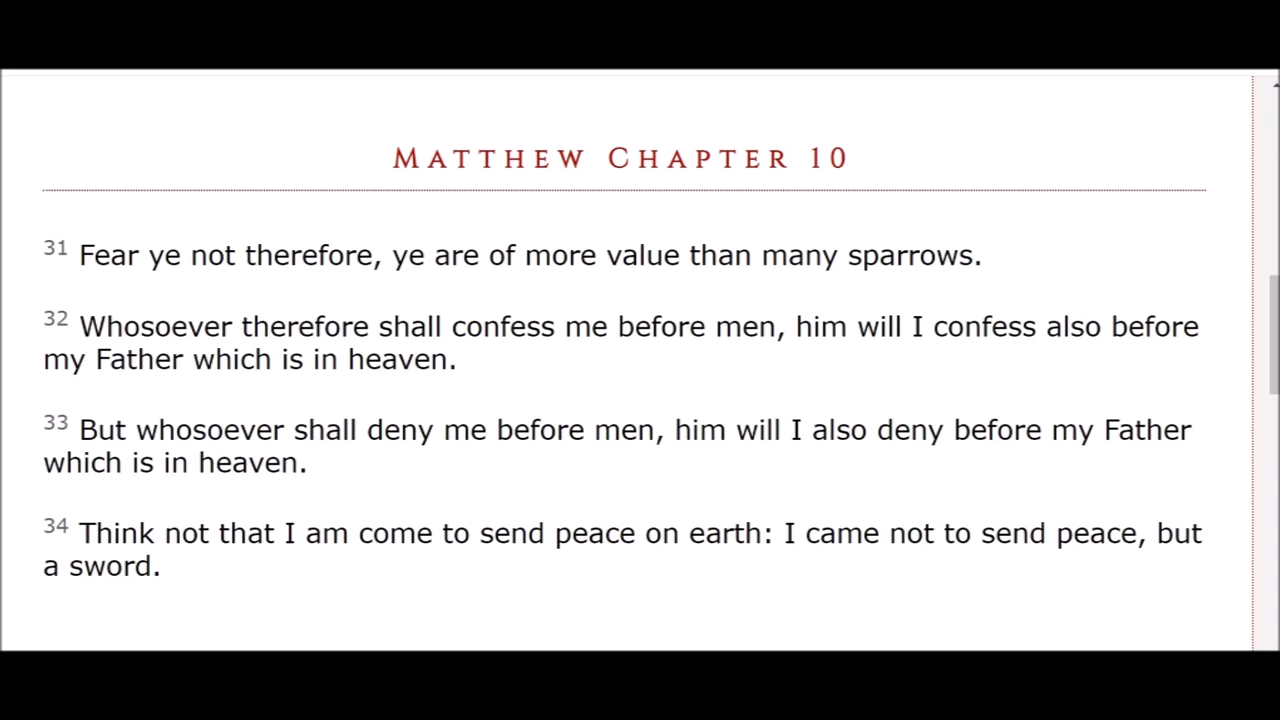 MATTHEW CHAPTER 10
31 Fear ye not therefore, ye are of more value than many sparrows.
32 Whosoever therefore shall confess me before men, him will I confess also before
my Father which is in heaven.
33 But whosoever shall deny me before men, him will I also deny before my Father
which is in heaven.
34 Think not that I am come to send peace on earth: I came not to send peace, but
a sword.